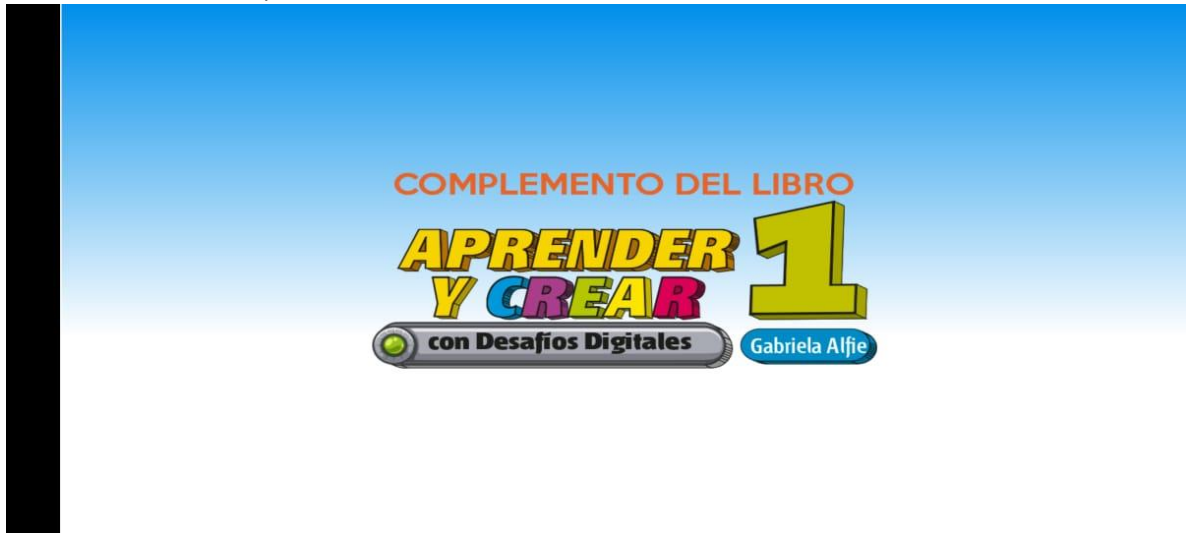 COMPLEMENTO DEL LIBRO
APRENDER
Y CREAR
1
con Desafíos Digitales
Gabriela Alfie